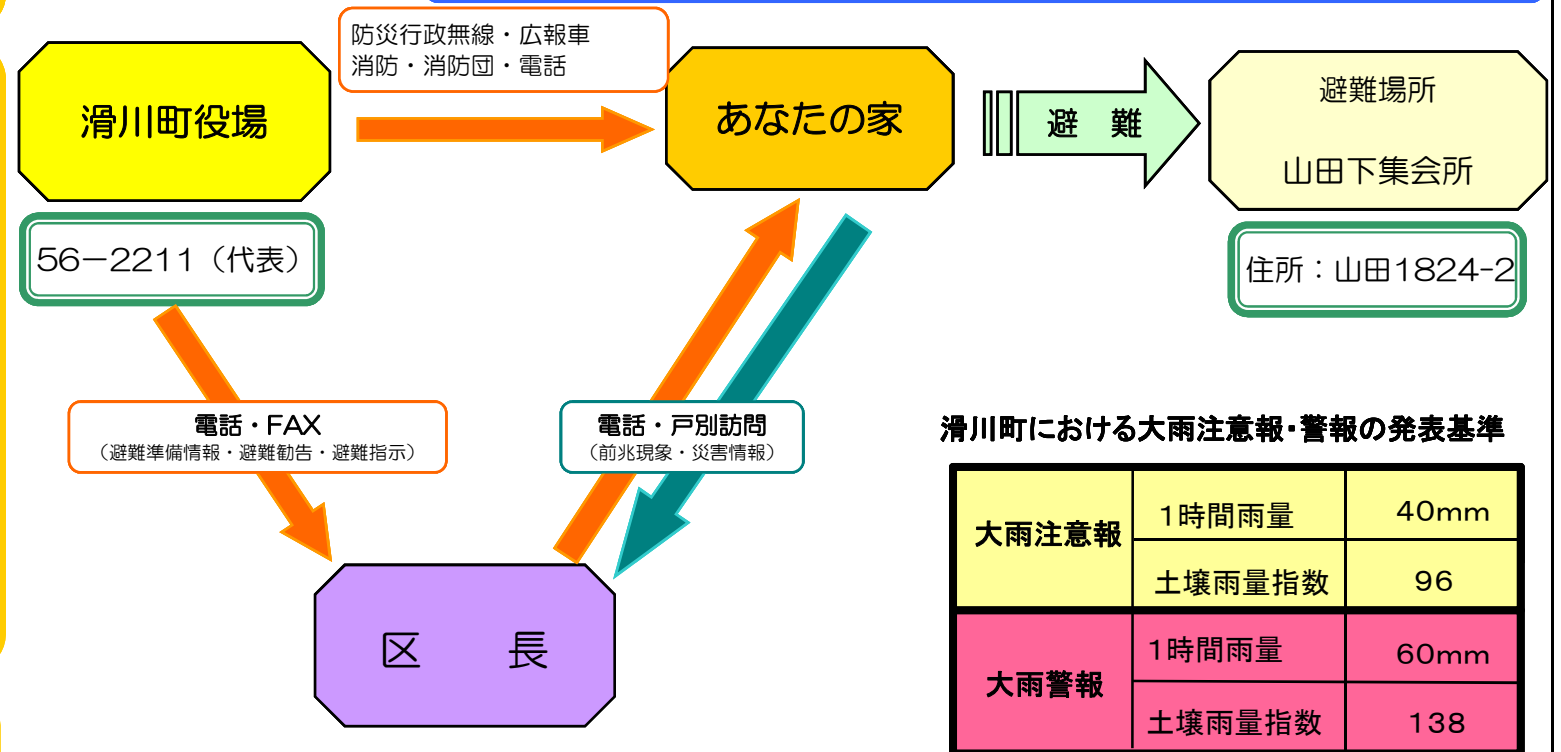 防災行政無線・広報車
消防・消防団・電話
滑川町役場
あなたの家
避 難
避難場所
山田下集会所
56－2211（代表）
住所：山田1824-2
電話・FAX
（避難準備情報・避難勧告・避難指示）
電話・戸別訪問
（前兆現象・災害情報）
区 長
滑川町における大雨注意報・警報の発表基準
大雨注意報
1時間雨量
40mm
土壌雨量指数
96
大雨警報
1時間雨量
60mm
土壌雨量指数
138